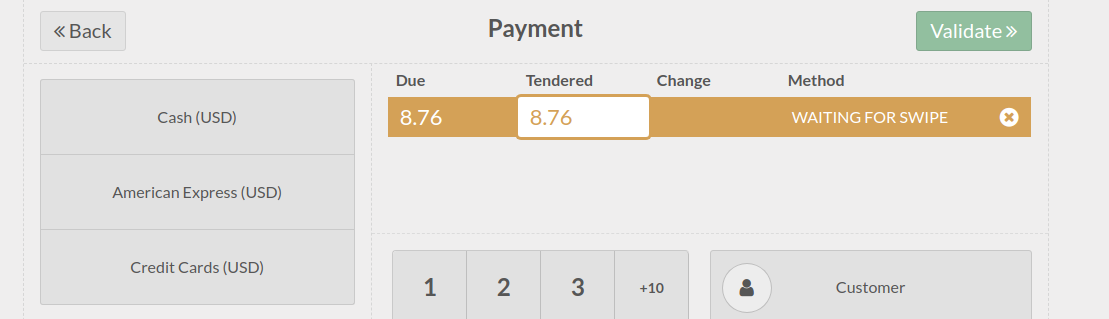 « Back
Payment
Validate »
Cash (USD)
American Express (USD)
Credit Cards (USD)
Due Tendered Change Method
8.76 8.76 WAITING FOR SWIPE
1 2 3 +10
Customer